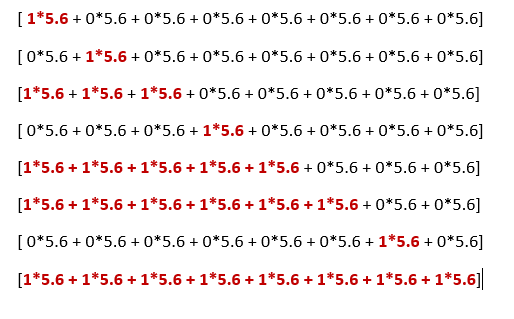 [ 1*5.6 + 0*5.6 + 0*5.6 + 0*5.6 + 0*5.6 + 0*5.6 + 0*5.6 + 0*5.6]
[ 0*5.6 + 1*5.6 + 0*5.6 + 0*5.6 + 0*5.6 + 0*5.6 + 0*5.6 + 0*5.6]
[1*5.6 + 1*5.6 + 1*5.6 + 0*5.6 + 0*5.6 + 0*5.6 + 0*5.6 + 0*5.6]
[ 0*5.6 + 0*5.6 + 0*5.6 + 1*5.6 + 0*5.6 + 0*5.6 + 0*5.6 + 0*5.6]
[1*5.6 + 1*5.6 + 1*5.6 + 1*5.6 + 1*5.6 + 0*5.6 + 0*5.6 + 0*5.6]
[1*5.6 + 1*5.6 + 1*5.6 + 1*5.6 + 1*5.6 + 1*5.6 + 0*5.6 + 0*5.6]
[ 0*5.6 + 0*5.6 + 0*5.6 + 0*5.6 + 0*5.6 + 0*5.6 + 1*5.6 + 0*5.6]
[1*5.6 + 1*5.6 + 1*5.6 + 1*5.6 + 1*5.6 + 1*5.6 + 1*5.6 + 1*5.6]